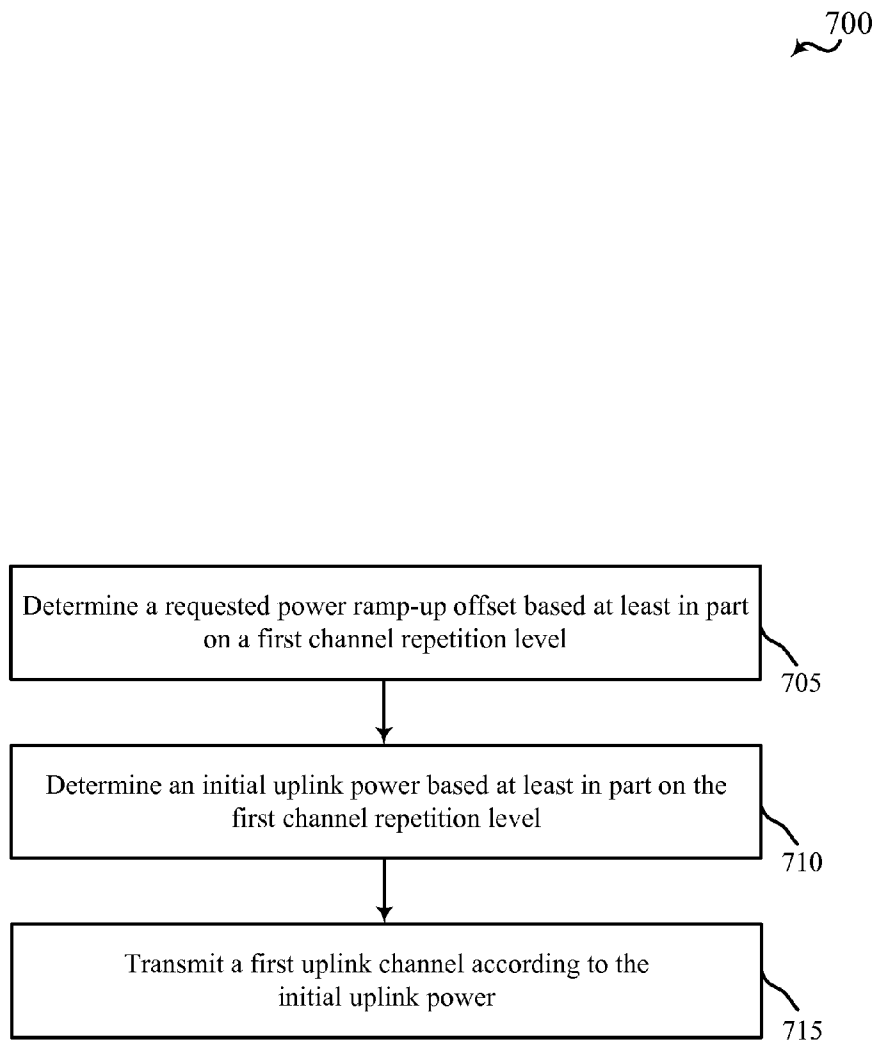 700
Determine a requested power ramp-up offset based at least in part
on a first channel repetition level
705
Determine an initial uplink power based at least in part on the
first channel repetition level
710
Transmit a first uplink channel according to the
initial uplink power
715